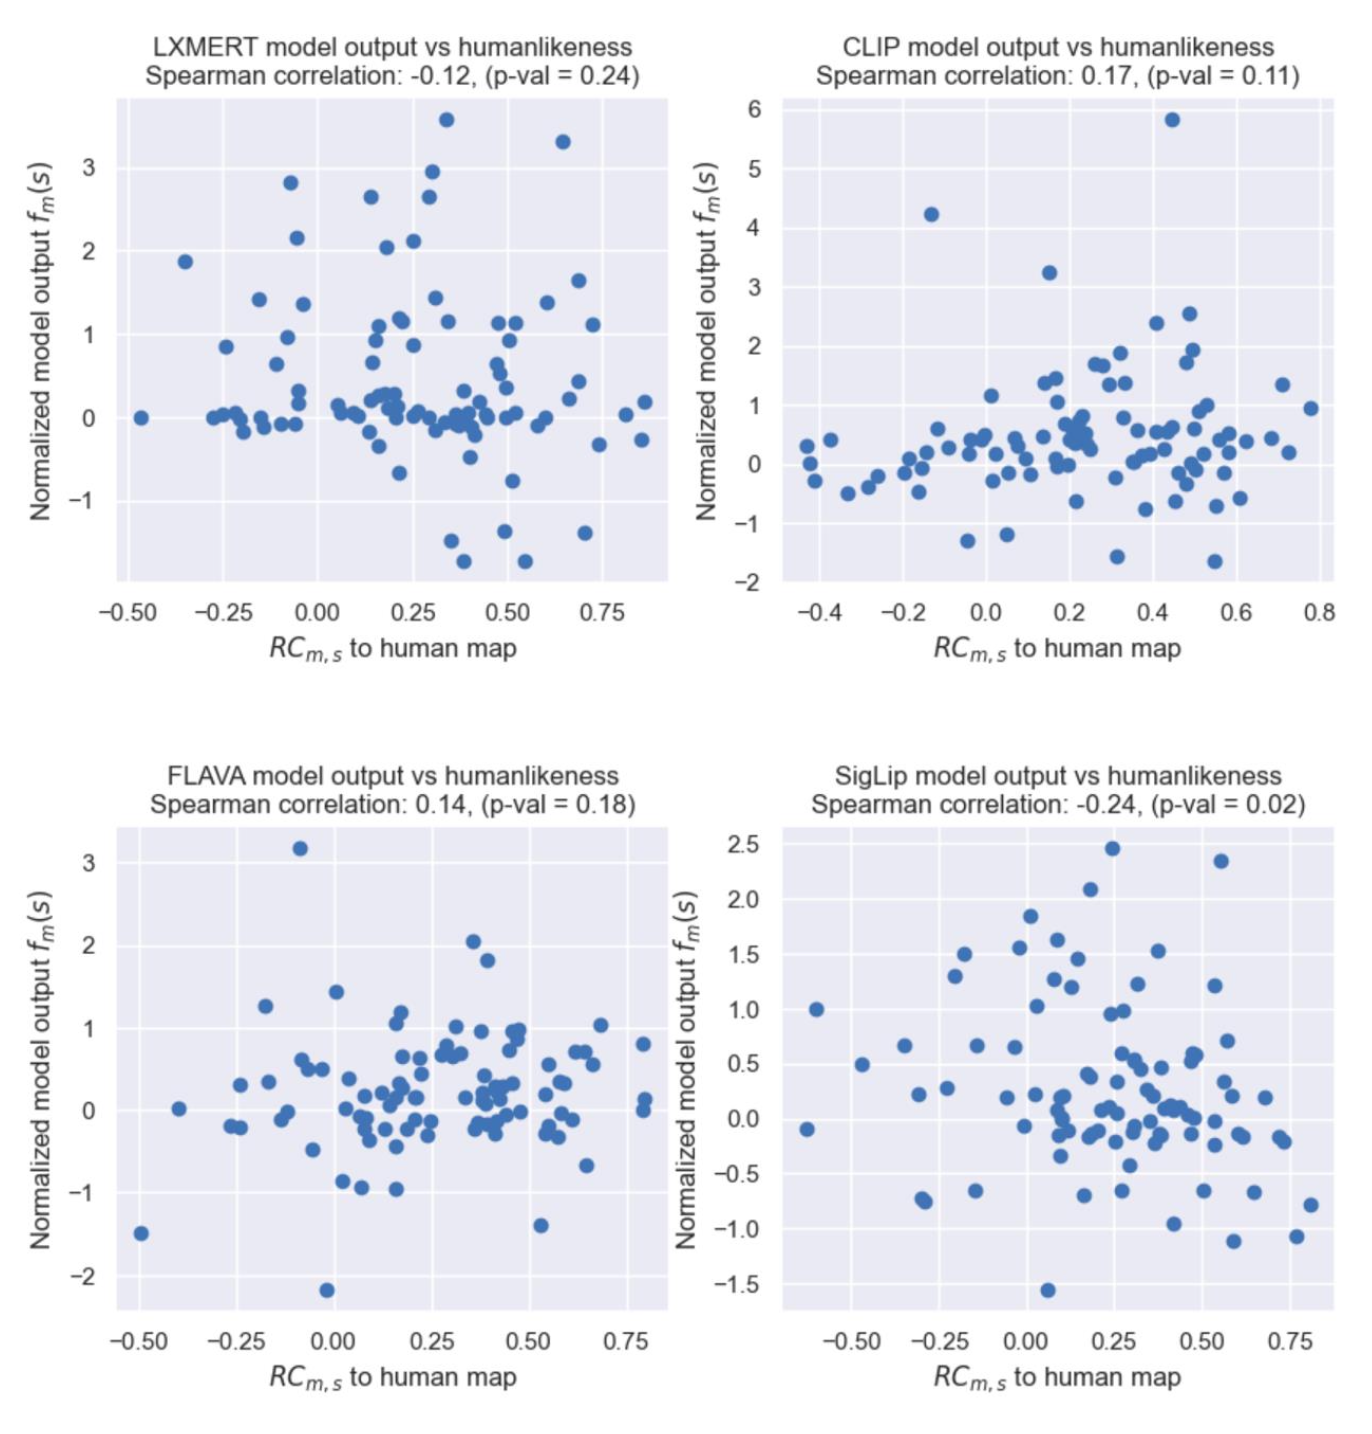 LXMERT model output vs humanlikeness
Spearman correlation: -0.12, (p-val = 0.24)
Normalized model output f_m(s)
3
2
1
0
−1
−0.50 −0.25 0.00 0.25 0.50 0.75
RC_{m,s} to human map
CLIP model output vs humanlikeness
Spearman correlation: 0.17, (p-val = 0.11)
Normalized model output f_m(s)
6
5
4
3
2
1
0
−1
−2
−0.4 −0.2 0.0 0.2 0.4 0.6 0.8
RC_{m,s} to human map
FLAVA model output vs humanlikeness
Spearman correlation: 0.14, (p-val = 0.18)
Normalized model output f_m(s)
3
2
1
0
−1
−2
−0.50 −0.25 0.00 0.25 0.50 0.75
RC_{m,s} to human map
SigLip model output vs humanlikeness
Spearman correlation: -0.24, (p-val = 0.02)
Normalized model output f_m(s)
2.5
2.0
1.5
1.0
0.5
0.0
−0.5
−1.0
−1.5
−0.50 −0.25 0.00 0.25 0.50 0.75
RC_{m,s} to human map